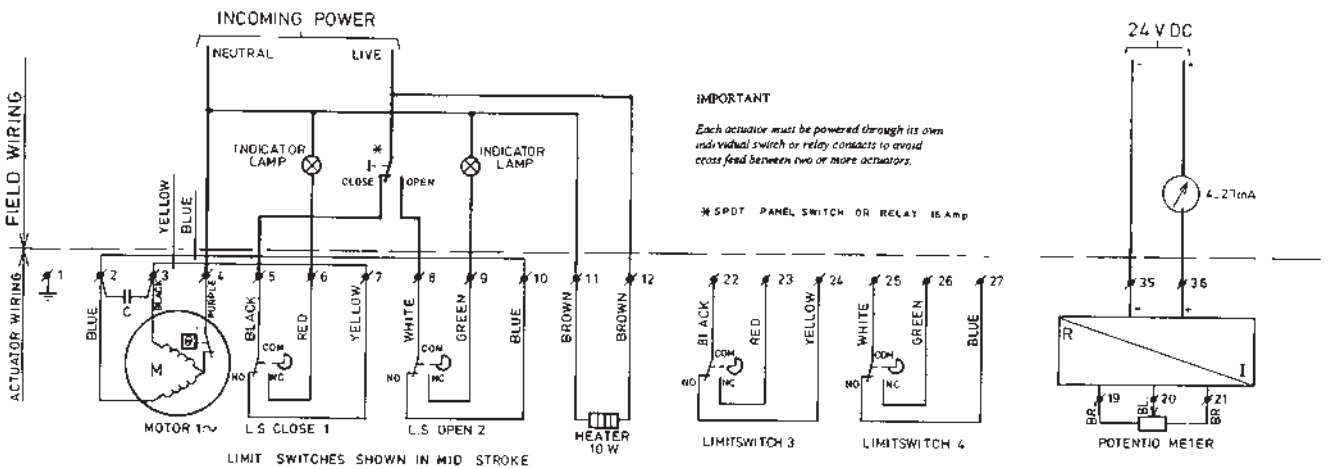 INCOMING POWER
NEUTRAL
LIVE
24 V DC
-
+
IMPORTANT
Each actuator must be powered through its own
individual switch or relay contacts to avoid
cross feed between two or more actuators.
INDICATOR
LAMP
*
CLOSE
OPEN
INDICATOR
LAMP
* SPDT PANEL SWITCH OR RELAY 16 Amp
FIELD WIRING
YELLOW
BLUE
ACTUATOR WIRING
1
2
3
4
5
6
7
8
9
10
11
12
22
23
24
25
26
27
35
36
C
BLUE
BLACK
PURPLE
BLACK
RED
YELLOW
WHITE
GREEN
BLUE
BROWN
BROWN
BLACK
RED
YELLOW
WHITE
GREEN
BLUE
-
+
M
COM
NO
NC
COM
NO
NC
COM
NO
NC
COM
NO
NC
R
I
19
20
21
BR
BL
BR
MOTOR 1~
L.S CLOSE 1
L.S OPEN 2
HEATER
10 W
LIMITSWITCH 3
LIMITSWITCH 4
POTENTIO METER
LIMIT SWITCHES SHOWN IN MID STROKE